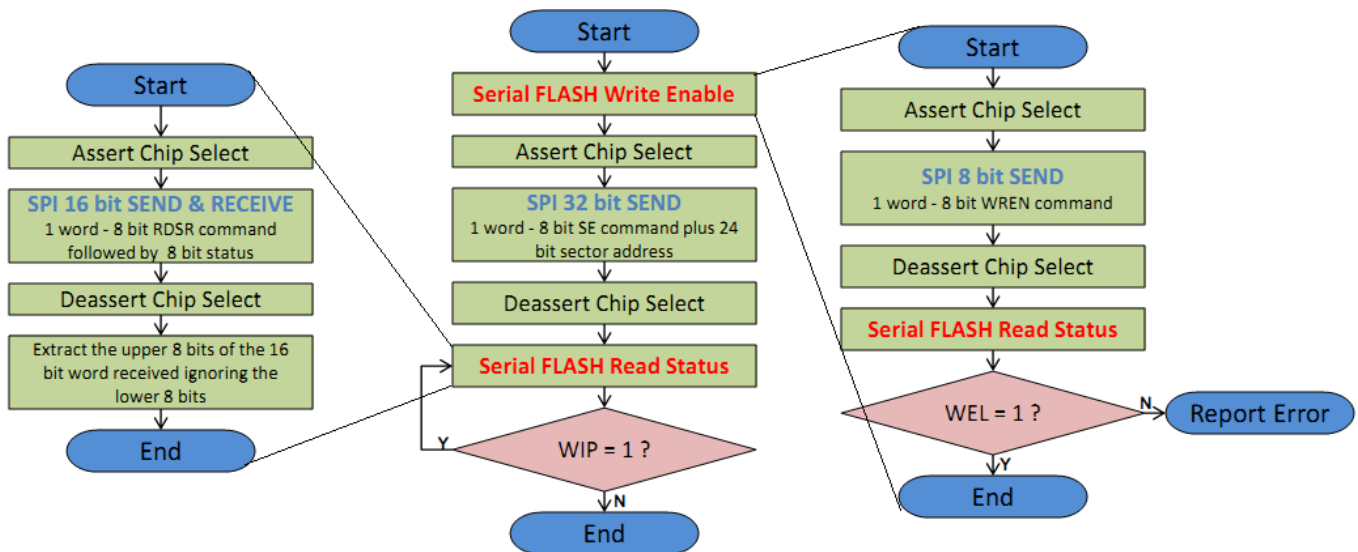 Start
Assert Chip Select
SPI 16 bit SEND & RECEIVE
1 word - 8 bit RDSR command
followed by 8 bit status
Deassert Chip Select
Extract the upper 8 bits of the 16
bit word received ignoring the
lower 8 bits
End
Start
Serial FLASH Write Enable
Assert Chip Select
SPI 32 bit SEND
1 word - 8 bit SE command plus 24
bit sector address
Deassert Chip Select
Serial FLASH Read Status
Y
WIP = 1 ?
N
End
Start
Assert Chip Select
SPI 8 bit SEND
1 word - 8 bit WREN command
Deassert Chip Select
Serial FLASH Read Status
WEL = 1 ?
N
Report Error
Y
End